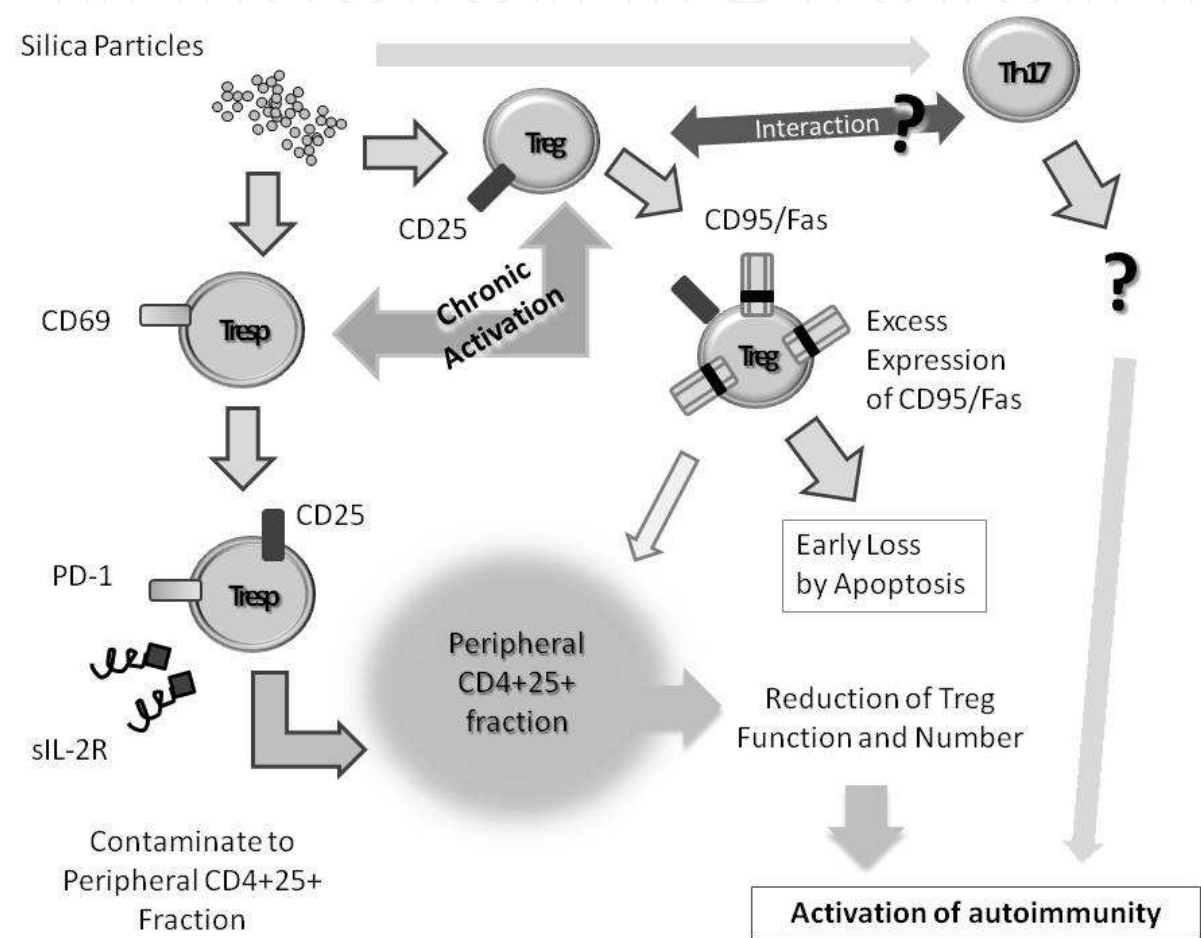 Silica Particles
Th17
Interaction ?
Treg
CD25
CD95/Fas
?
Chronic
Activation
CD69
Tresp
Treg
Excess
Expression
of CD95/Fas
CD25
PD-1
Tresp
Early Loss
by Apoptosis
Peripheral
CD4+25+
fraction
Reduction of Treg
Function and Number
sIL-2R
Contaminate to
Peripheral CD4+25+
Fraction
Activation of autoimmunity